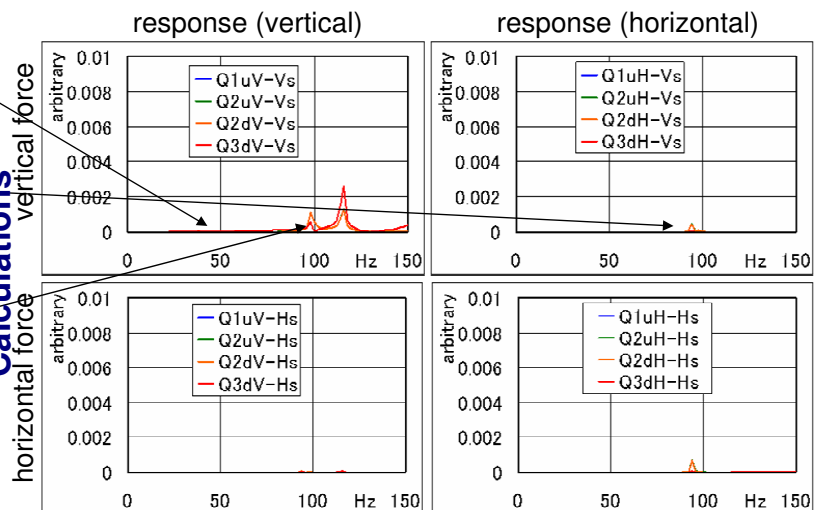 response (vertical)
response (horizontal)
Calculations
vertical force
horizontal force
arbitrary
0.01
0.008
0.006
0.004
0.002
0
Q1uV-Vs
Q2uV-Vs
Q2dV-Vs
Q3dV-Vs
0 50 100 Hz 150
arbitrary
0.01
0.008
0.006
0.004
0.002
0
Q1uH-Vs
Q2uH-Vs
Q2dH-Vs
Q3dH-Vs
0 50 100 Hz 150
arbitrary
0.01
0.008
0.006
0.004
0.002
0
Q1uV-Hs
Q2uV-Hs
Q2dV-Hs
Q3dV-Hs
0 50 100 Hz 150
arbitrary
0.01
0.008
0.006
0.004
0.002
0
Q1uH-Hs
Q2uH-Hs
Q2dH-Hs
Q3dH-Hs
0 50 100 Hz 150